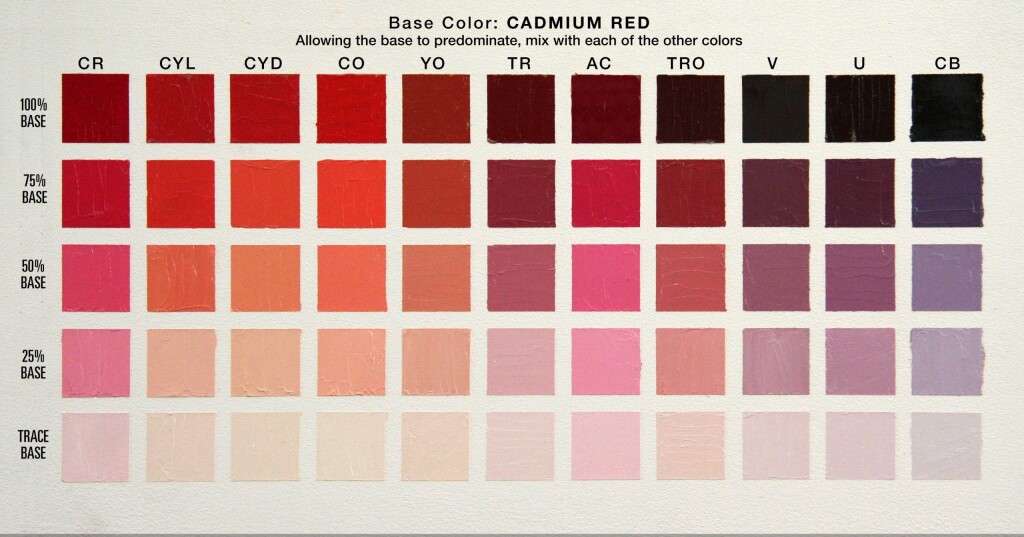 Base Color: CADMIUM RED
Allowing the base to predominate, mix with each of the other colors
CR CYL CYD CO YO TR AC TRO V U CB
100%
BASE
75%
BASE
50%
BASE
25%
BASE
TRACE
BASE